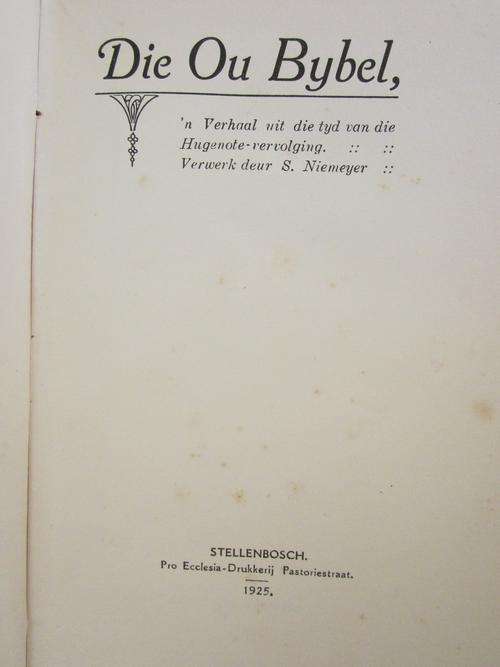 Die Ou Bybel,
'n Verhaal uit die tyd van die
Hugenote-vervolging. :: ::
Verwerk deur S. Niemeyer ::
STELLENBOSCH.
Pro Ecclesia-Drukkerij Pastoriestraat.
1925.